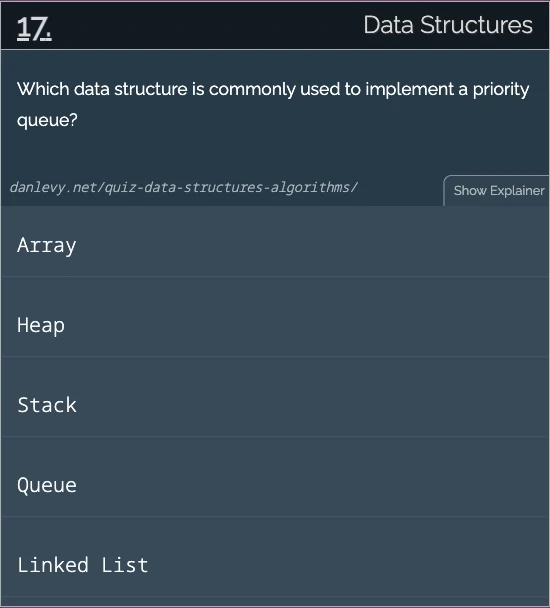 17.
Data Structures
Which data structure is commonly used to implement a priority
queue?
danlevy.net/quiz-data-structures-algorithms/
Show Explainer
Array
Heap
Stack
Queue
Linked List